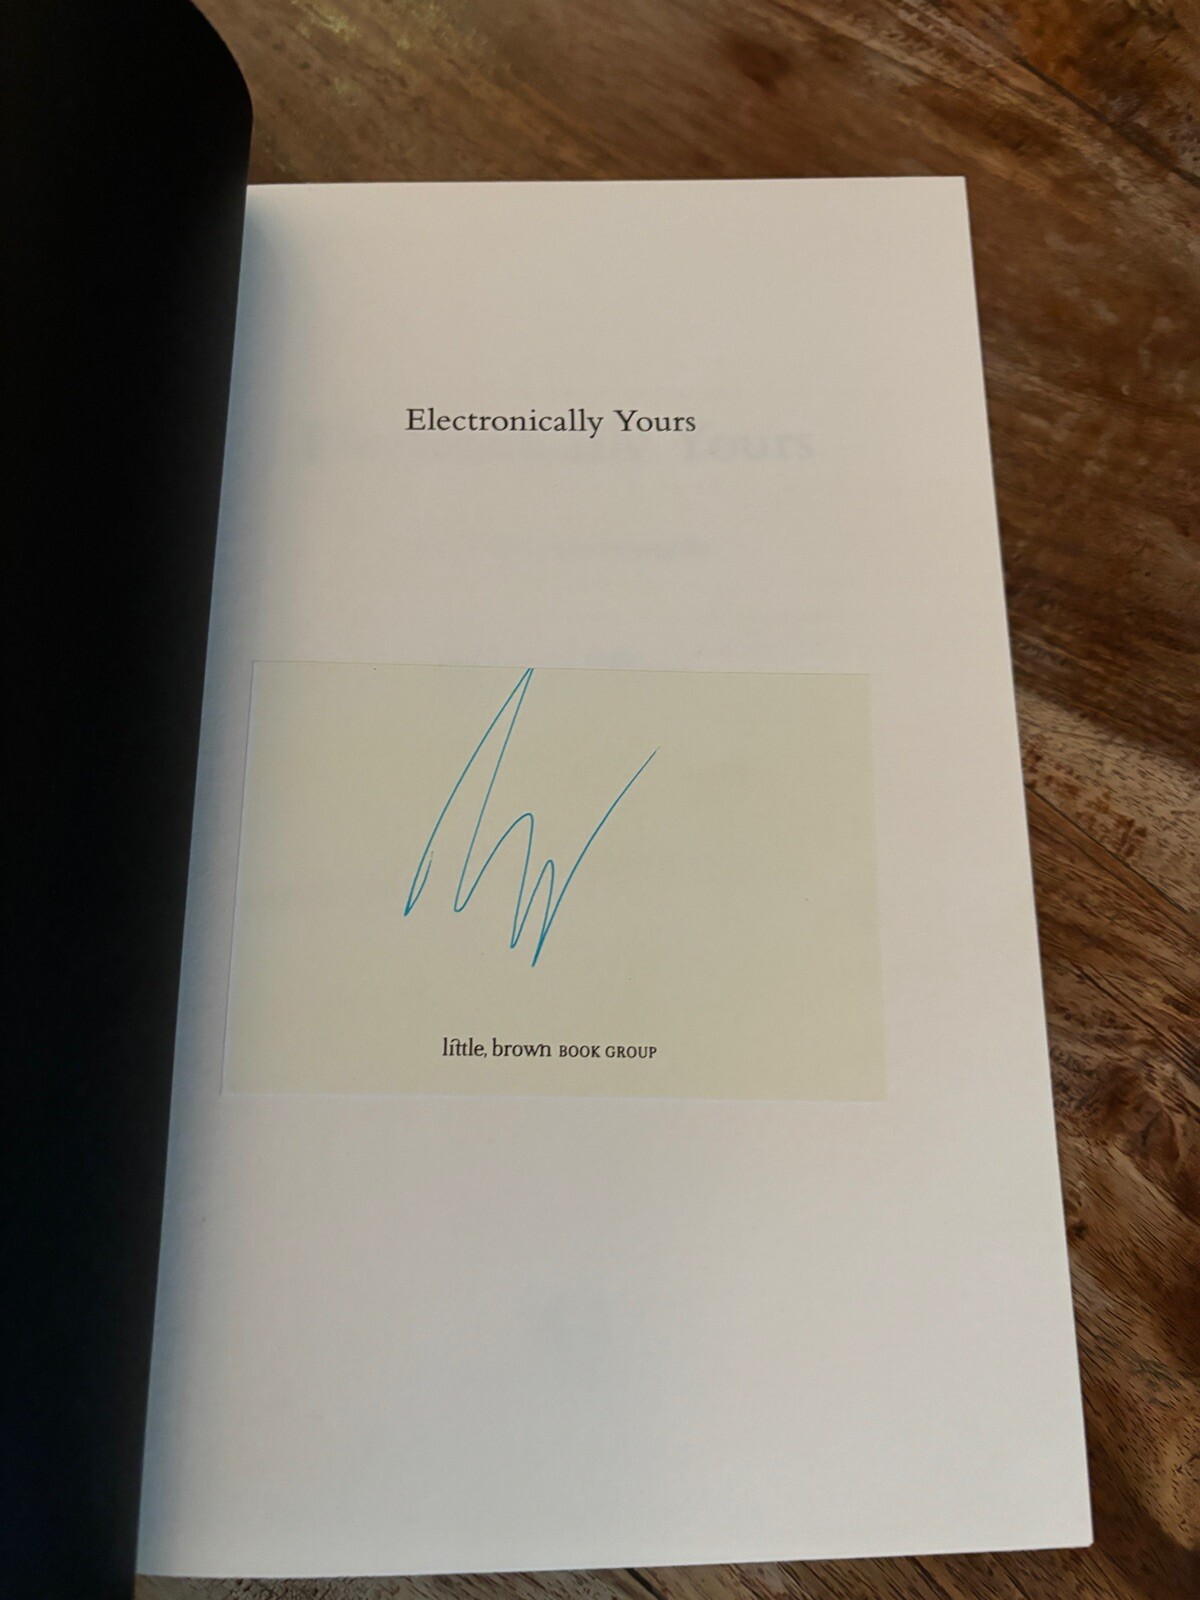 Electronically Yours
little, brown BOOK GROUP